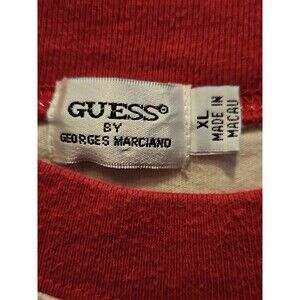 GUESS®
BY
GEORGES MARCIANO
XL
MADE IN
MACAU